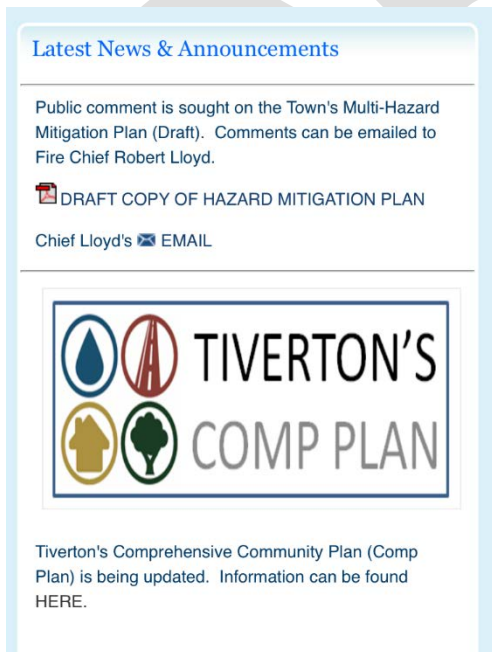 Latest News & Announcements
Public comment is sought on the Town's Multi-Hazard
Mitigation Plan (Draft).  Comments can be emailed to
Fire Chief Robert Lloyd.
DRAFT COPY OF HAZARD MITIGATION PLAN
Chief Lloyd's EMAIL
TIVERTON'S
COMP PLAN
Tiverton's Comprehensive Community Plan (Comp
Plan) is being updated.  Information can be found
HERE.